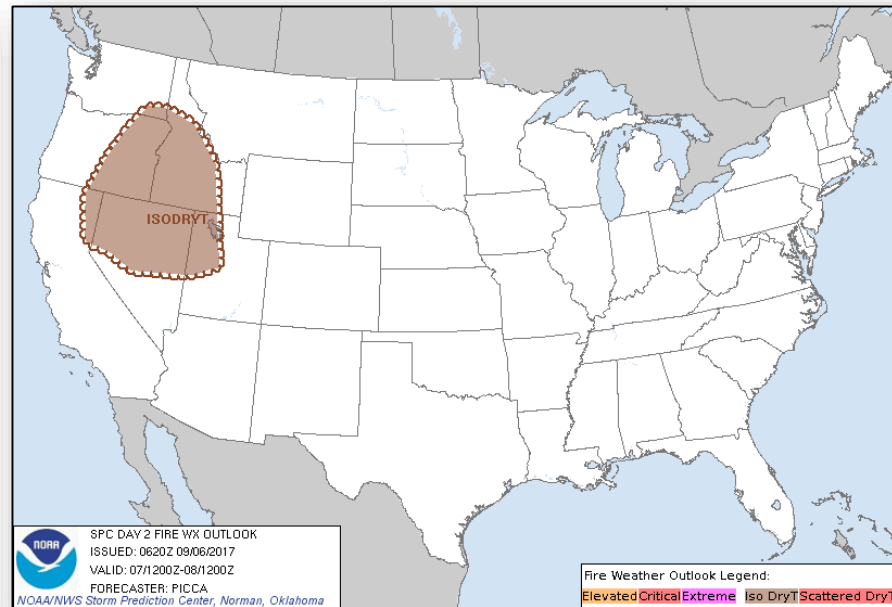 ISODRYT
NOAA
SPC DAY 2 FIRE WX OUTLOOK
ISSUED: 0620Z 09/06/2017
VALID: 07/1200Z-08/1200Z
FORECASTER: PICCA
NOAA/NWS Storm Prediction Center, Norman, Oklahoma
Fire Weather Outlook Legend:
Elevated Critical Extreme Iso DryT Scattered DryT